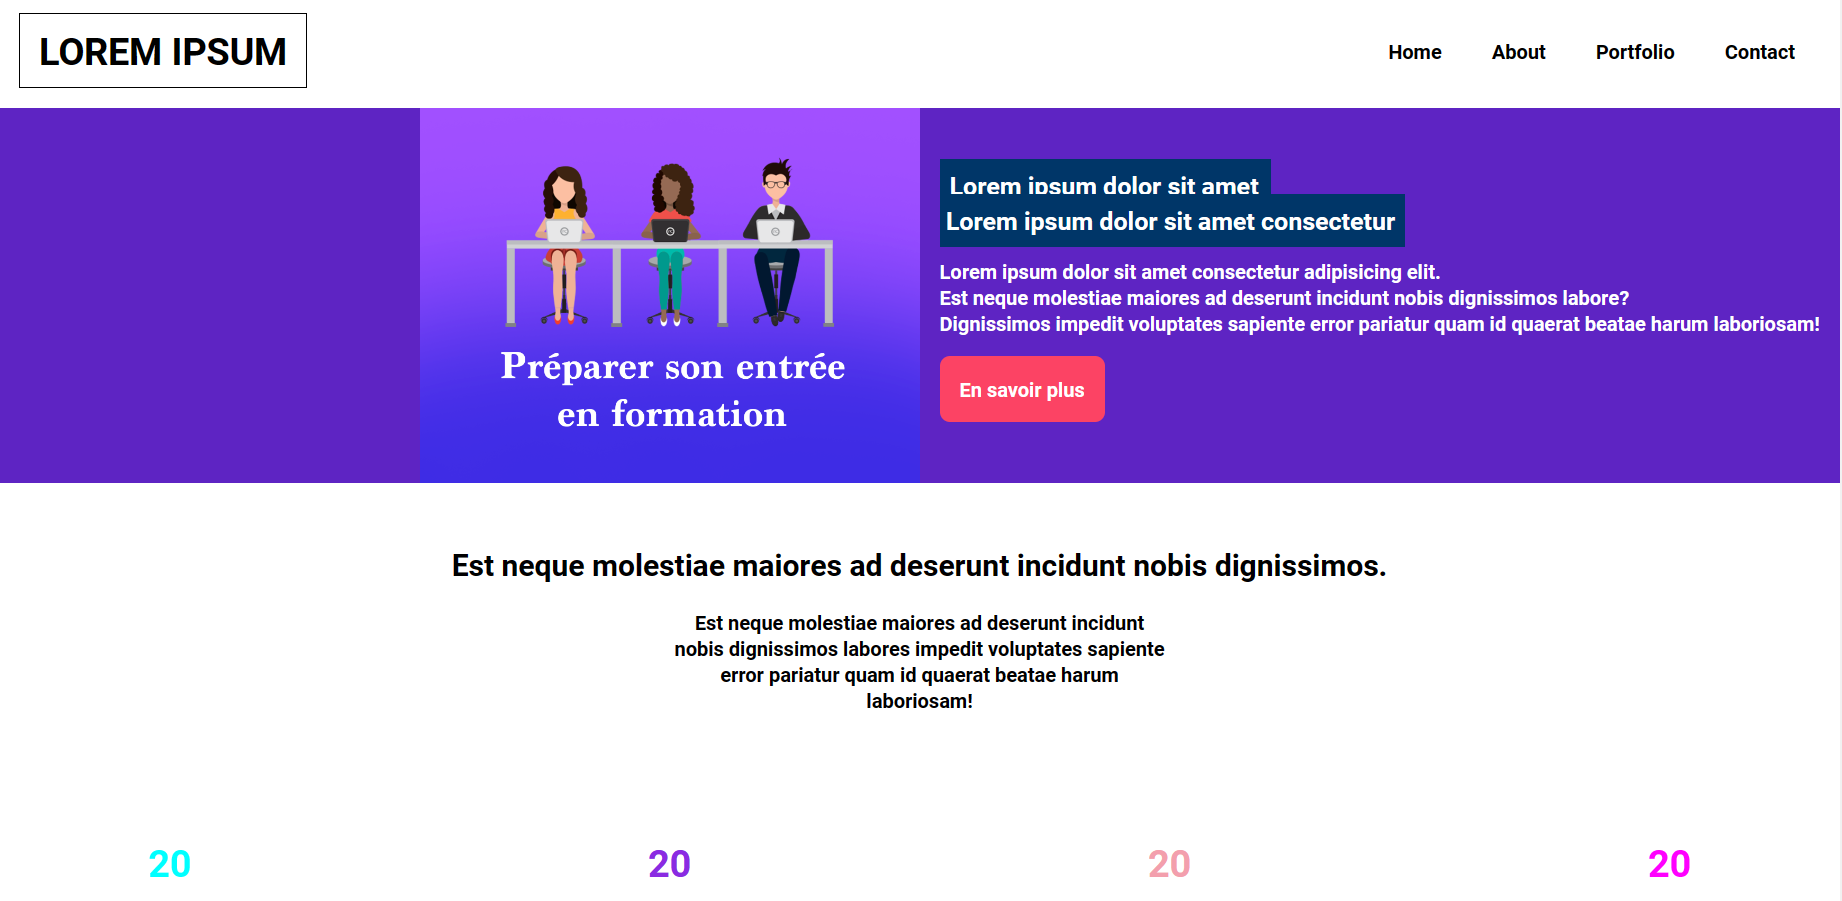 LOREM IPSUM
Home About Portfolio Contact
Préparer son entrée
en formation
Lorem ipsum dolor sit amet
Lorem ipsum dolor sit amet consectetur
Lorem ipsum dolor sit amet consectetur adipisicing elit.
Est neque molestiae maiores ad deserunt incidunt nobis dignissimos labore?
Dignissimos impedit voluptates sapiente error pariatur quam id quaerat beatae harum laboriosam!
En savoir plus
Est neque molestiae maiores ad deserunt incidunt nobis dignissimos.
Est neque molestiae maiores ad deserunt incidunt
nobis dignissimos labores impedit voluptates sapiente
error pariatur quam id quaerat beatae harum
laboriosam!
20 20 20 20